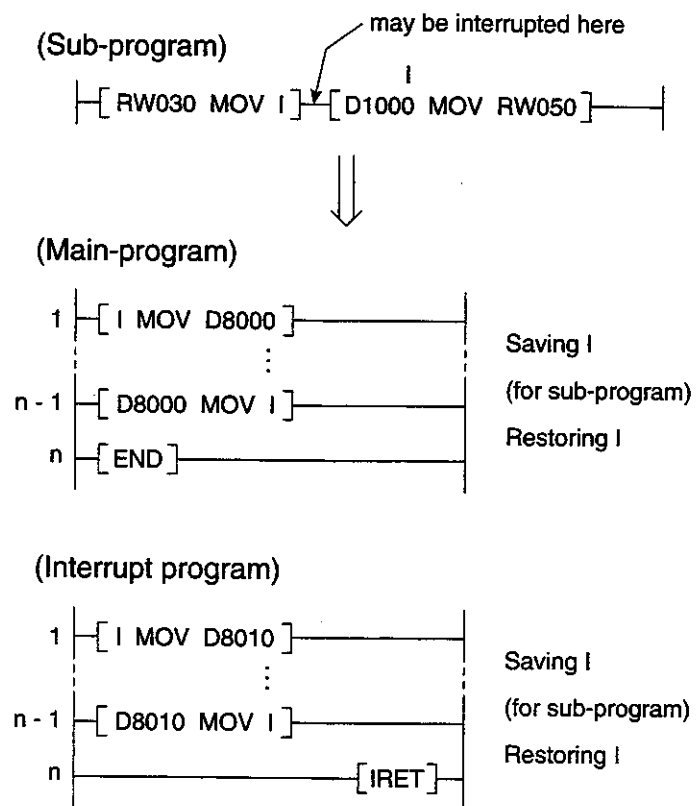 (Sub-program)
may be interrupted here
I
[RW030 MOV I] [D1000 MOV RW050]
(Main-program)
1 [I MOV D8000]
⋮
n - 1 [D8000 MOV I]
n [END]
Saving I
(for sub-program)
Restoring I
(Interrupt program)
1 [I MOV D8010]
⋮
n - 1 [D8010 MOV I]
n [IRET]
Saving I
(for sub-program)
Restoring I